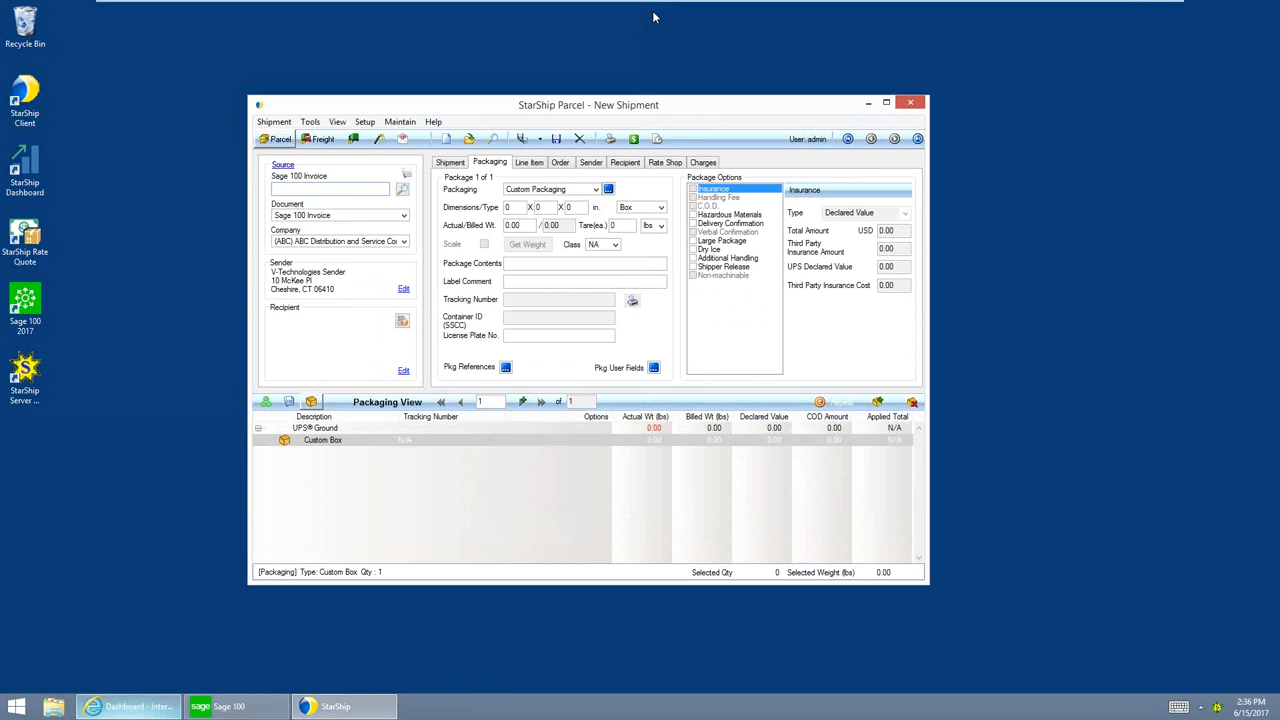 Recycle Bin
StarShip
Client
StarShip
Dashboard
StarShip Rate
Quote
Sage 100
2017
StarShip
Server ...
StarShip Parcel - New Shipment
Shipment Tools View Setup Maintain Help
Parcel Freight User: admin
Source
Sage 100 Invoice
Document
Sage 100 Invoice
Company
(ABC) ABC Distribution and Service Cor
Sender
V-Technologies Sender
10 McKee Pl
Cheshire, CT 06410
Edit
Recipient
Edit
Shipment Packaging Line Item Order Sender Recipient Rate Shop Charges
Package 1 of 1
Packaging Custom Packaging
Dimensions/Type 0 X 0 X 0 in. Box
Actual/Billed Wt. 0.00 / 0.00 Tare(ea.) 0 lbs
Scale Get Weight Class NA
Package Contents
Label Comment
Tracking Number
Container ID
(SSCC)
License Plate No.
Pkg References Pkg User Fields
Package Options
Insurance
Handling Fee
C.O.D.
Hazardous Materials
Delivery Confirmation
Verbal Confirmation
Large Package
Dry Ice
Additional Handling
Shipper Release
Non-machinable
Insurance
Type Declared Value
Total Amount USD 0.00
Third Party
Insurance Amount 0.00
UPS Declared Value 0.00
Third Party Insurance Cost 0.00
Packaging View 1 of 1
Description Tracking Number Options Actual Wt (lbs) Billed Wt (lbs) Declared Value COD Amount Applied Total
UPS® Ground 0.00 0.00 0.00 0.00 N/A
Custom Box N/A 0.00 0.00 0.00 0.00 N/A
[Packaging] Type: Custom Box Qty : 1 Selected Qty 0 Selected Weight (lbs) 0.00
Dashboard - Inter... sage Sage 100 StarShip
2:36 PM
6/15/2017